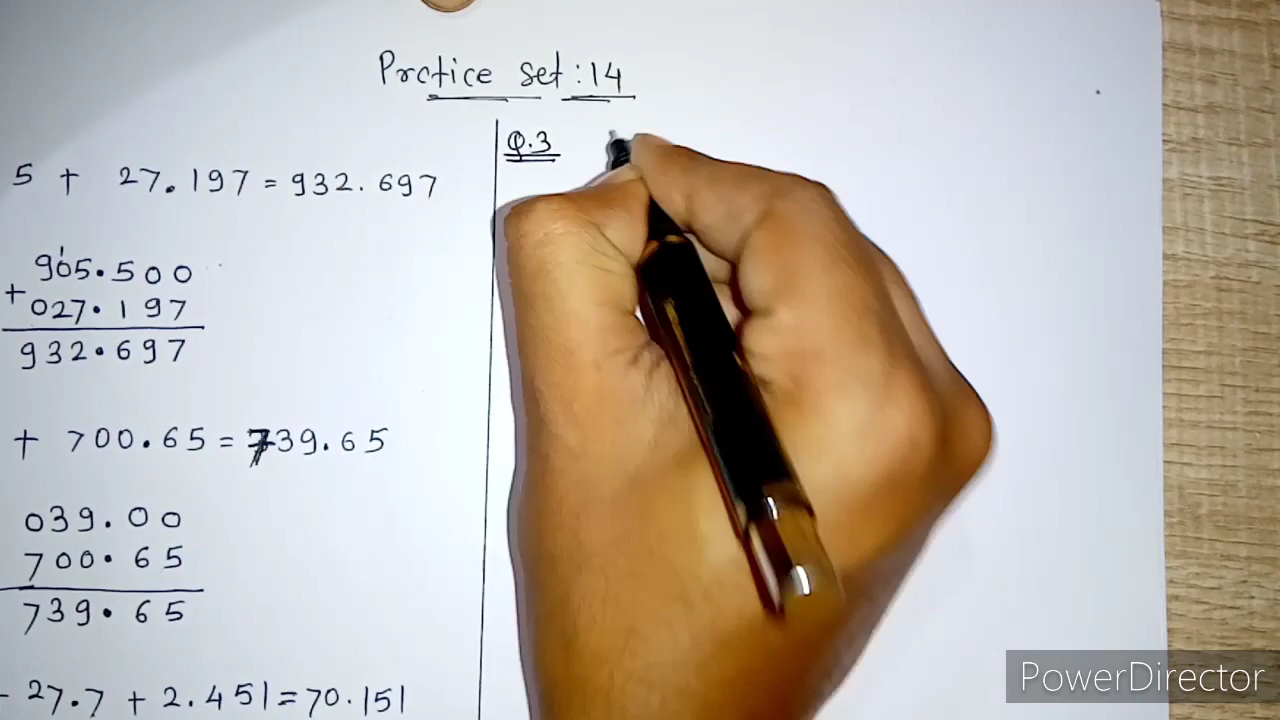 Prctice set : 14
5 + 27.197 = 932.697
1
905.500
+ 027.197
932.697
+ 700.65 = 739.65
039.00
700.65
739.65
- 27.7 + 2.451 = 70.151
Q.3
PowerDirector